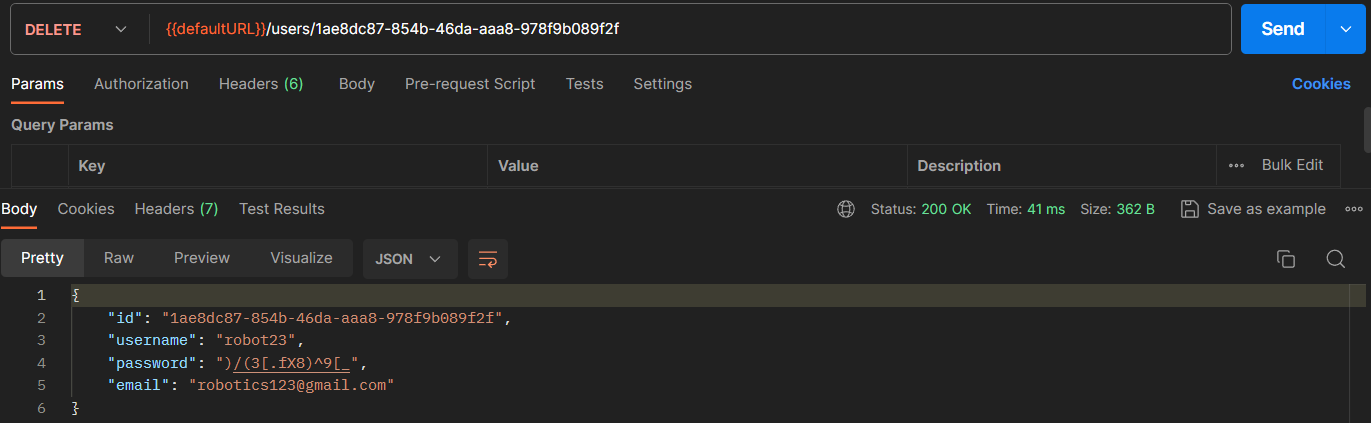 DELETE {{defaultURL}}/users/1ae8dc87-854b-46da-aaa8-978f9b089f2f Send
Params Authorization Headers (6) Body Pre-request Script Tests Settings Cookies
Query Params
Key Value Description ••• Bulk Edit
Body Cookies Headers (7) Test Results Status: 200 OK Time: 41 ms Size: 362 B Save as example •••
Pretty Raw Preview Visualize JSON
1 {
2 "id": "1ae8dc87-854b-46da-aaa8-978f9b089f2f",
3 "username": "robot23",
4 "password": ")/(3[.fX8)^9[_",
5 "email": "robotics123@gmail.com"
6 }